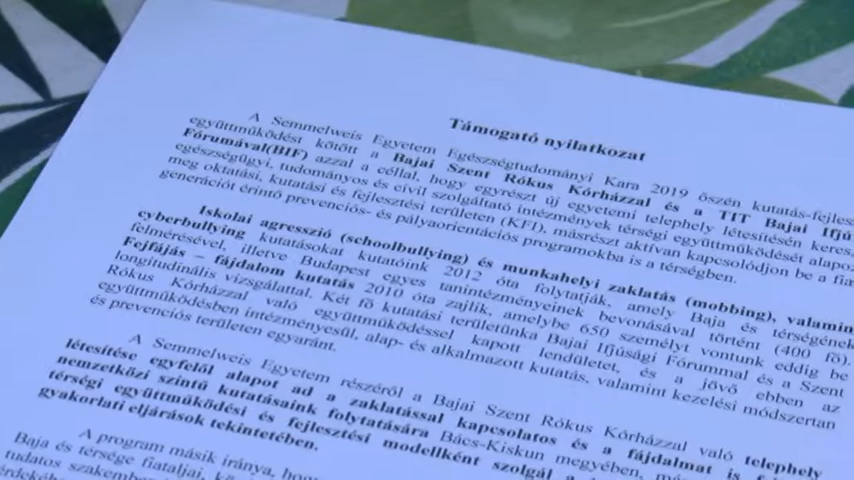 Támogató nyilatkozat
A Semmelweis Egyetem Egészségtudományi Kara 2019 őszén kutatás-fejles
együttműködést kötött a Bajai Szent Rókus Kórházzal és a TIT Bajai Ifjú
Fórumával(BIF) azzal a céllal, hogy egyrészt új egyetemi telephely létesítésén keres
egészségügyi, tudományos és civil szolgáltató intézmények térségi együttműködését alapoz
meg oktatási, kutatási és fejlesztési területen (KFI), másrészt aktívan kapcsolódjon be a fia
generációt érintő prevenciós- és pályaorientációs programokba is a térségben.
Iskolai agresszió (schoolbullying) és munkahelyi zaklatás (mobbing), valamin
cyberbullying kutatásokat kutatóink 2012 óta folytatják, amely Baja és térségének
felmérésével, illetve Budapest egyes tanintézményeinek bevonásával történt (400 fő).
Fejfájás – fájdalom kutatás 2010 óta zajlik, amelybe 650 személyt vontunk eddig be
longitudinális vizsgálattal. Két fő kutatási területünka Bajai Ifjúsági Fórummal és a Szent
Rókus Kórházzal való együttműködéssel kapott lendületet, és a jövő ebben az
együttműködésben intézményesül, alap- és alkalmazott kutatás, valamint kezelési módszertan
és prevenciós területen egyaránt.
A Semmelweis Egyetem részéről a Bajai Szent Rókus Kórházzal való telephely
létesítése egyfelől alapot ad a zaklatással kapcsolatos és a fájdalmat is
nemzetközi szintű kutatásaink folytatására Bács-Kiskun megyében,
térségi együttműködési és fejlesztési modellként szolgál a
gyakorlati eljárások tekintetében.
A program másik iránya, hogy
Baja és térsége fiataljai,
tudatos szakember